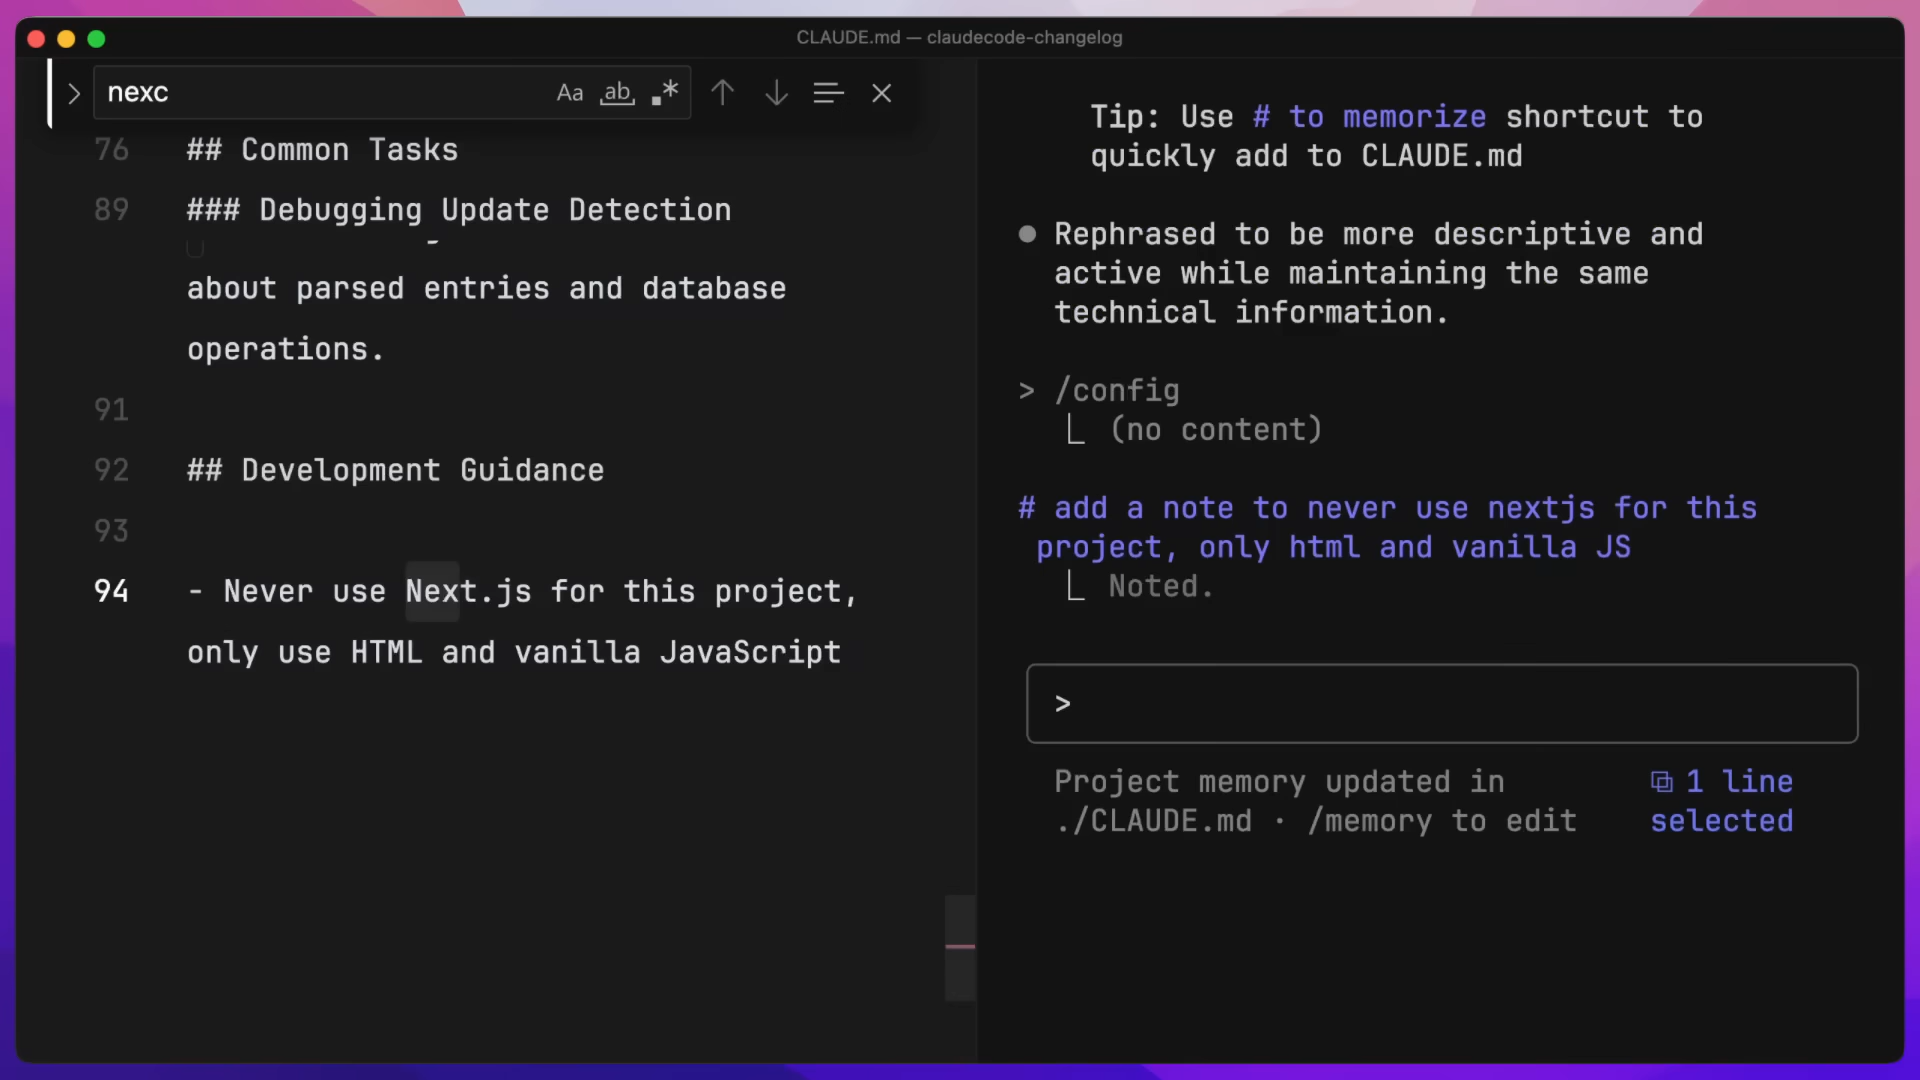 CLAUDE.md — claudecode-changelog
nexc
Aa ab .*
76 ## Common Tasks
89 ### Debugging Update Detection
about parsed entries and database
operations.
91
92 ## Development Guidance
93
94 - Never use Next.js for this project,
only use HTML and vanilla JavaScript
Tip: Use # to memorize shortcut to
quickly add to CLAUDE.md
Rephrased to be more descriptive and
active while maintaining the same
technical information.
> /config
(no content)
# add a note to never use nextjs for this
project, only html and vanilla JS
Noted.
>
Project memory updated in
./CLAUDE.md · /memory to edit
1 line
selected